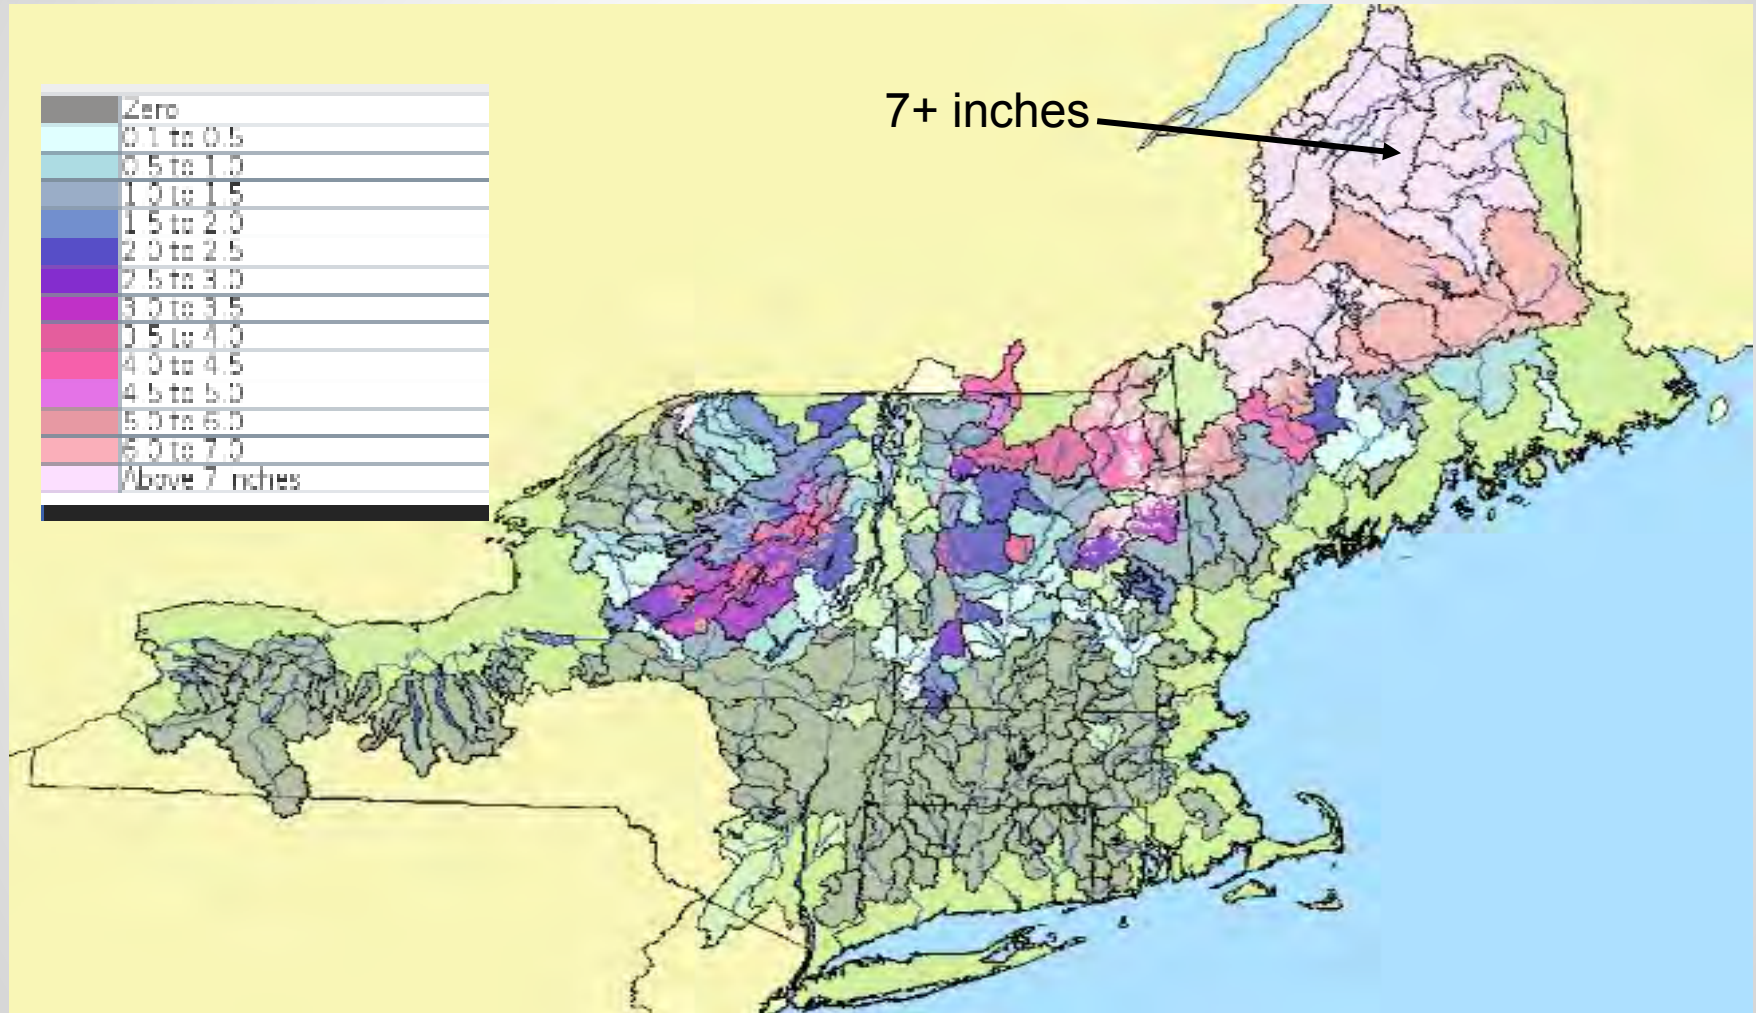 7+ inches
Zero
0.1 to 0.5
0.5 to 1.0
1.0 to 1.5
1.5 to 2.0
2.0 to 2.5
2.5 to 3.0
3.0 to 3.5
3.5 to 4.0
4.0 to 4.5
4.5 to 5.0
5.0 to 6.0
6.0 to 7.0
Above 7 inches